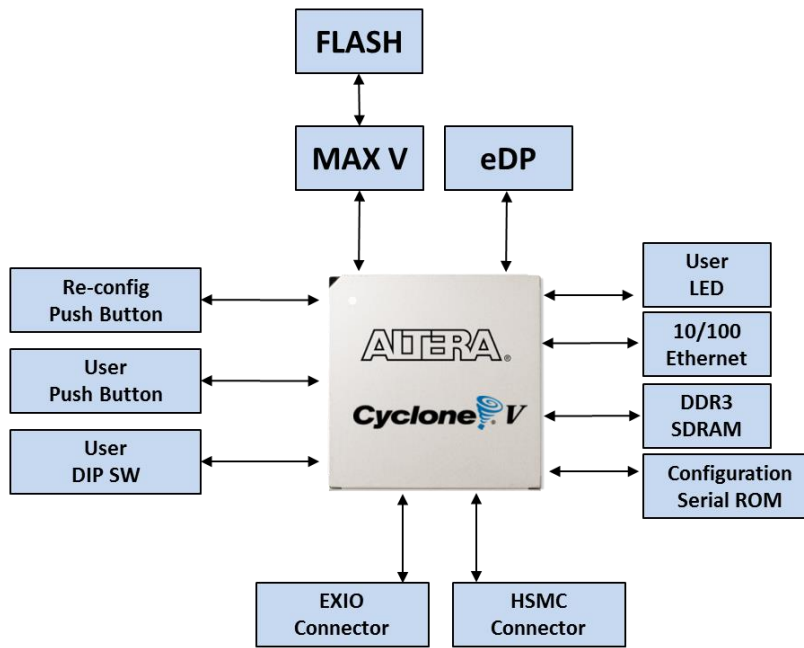 FLASH
MAX V
eDP
Re-config
Push Button
User
Push Button
User
DIP SW
ALTERA®
Cyclone® V
User
LED
10/100
Ethernet
DDR3
SDRAM
Configuration
Serial ROM
EXIO
Connector
HSMC
Connector